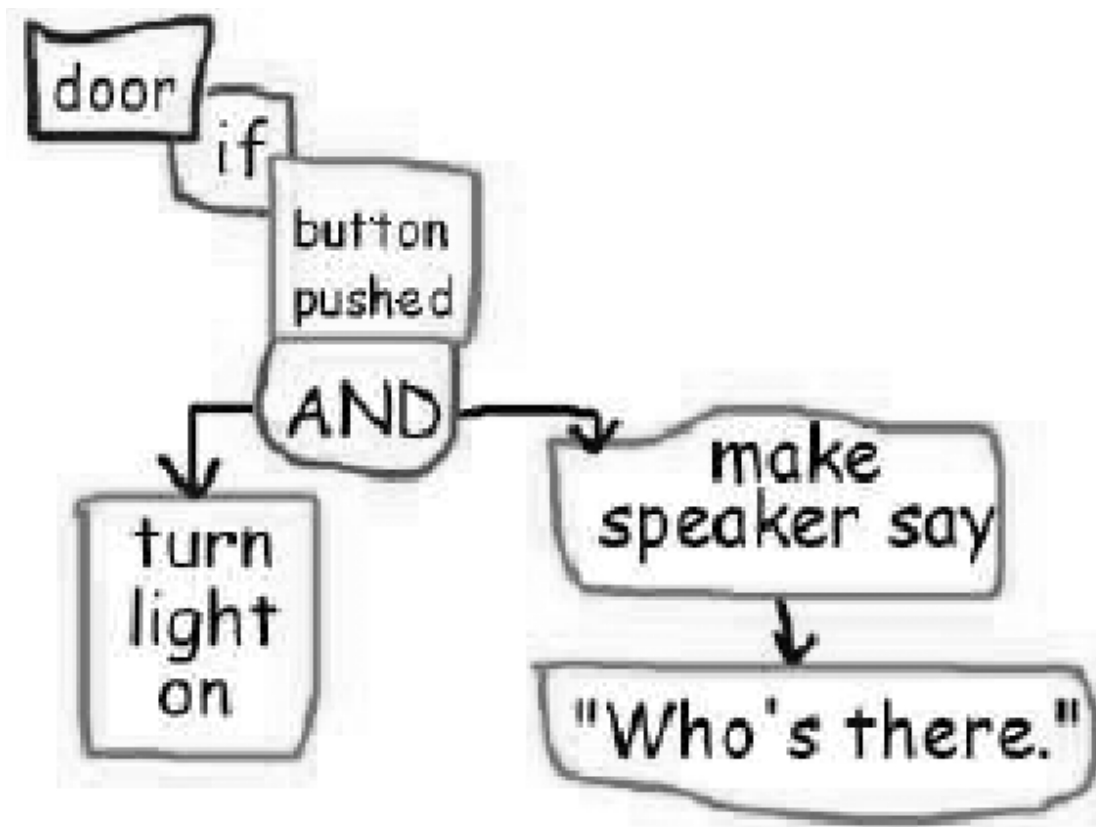 door
if
button
pushed
AND
turn
light
on
make
speaker say
"Who's there."